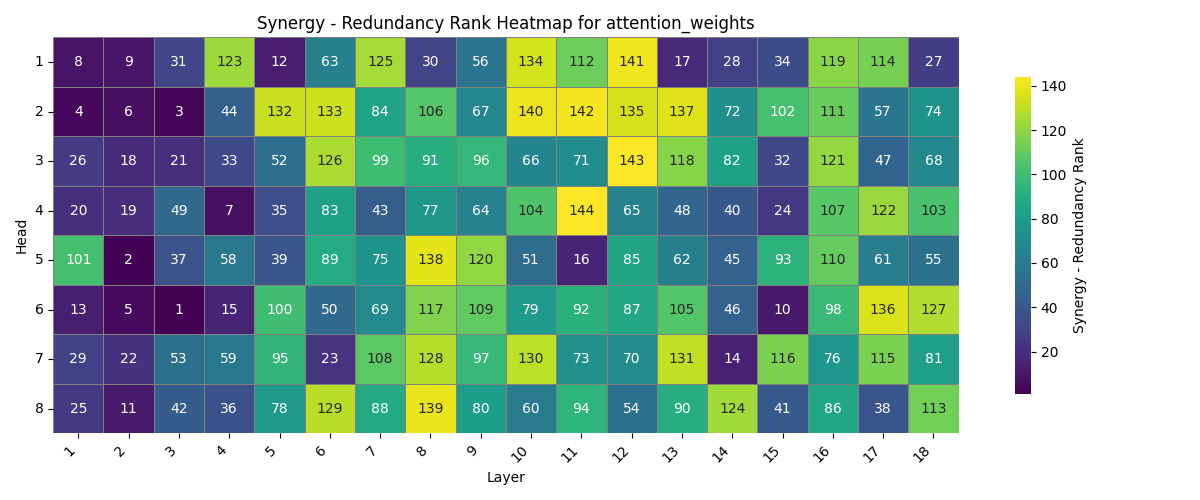 Synergy - Redundancy Rank Heatmap for attention_weights
1 8 9 31 123 12 63 125 30 56 134 112 141 17 28 34 119 114 27
2 4 6 3 44 132 133 84 106 67 140 142 135 137 72 102 111 57 74
3 26 18 21 33 52 126 99 91 96 66 71 143 118 82 32 121 47 68
4 20 19 49 7 35 83 43 77 64 104 144 65 48 40 24 107 122 103
5 101 2 37 58 39 89 75 138 120 51 16 85 62 45 93 110 61 55
6 13 5 1 15 100 50 69 117 109 79 92 87 105 46 10 98 136 127
7 29 22 53 59 95 23 108 128 97 130 73 70 131 14 116 76 115 81
8 25 11 42 36 78 129 88 139 80 60 94 54 90 124 41 86 38 113
1 2 3 4 5 6 7 8 9 10 11 12 13 14 15 16 17 18
Layer
Head
140
120
100
80
60
40
20
Synergy - Redundancy Rank